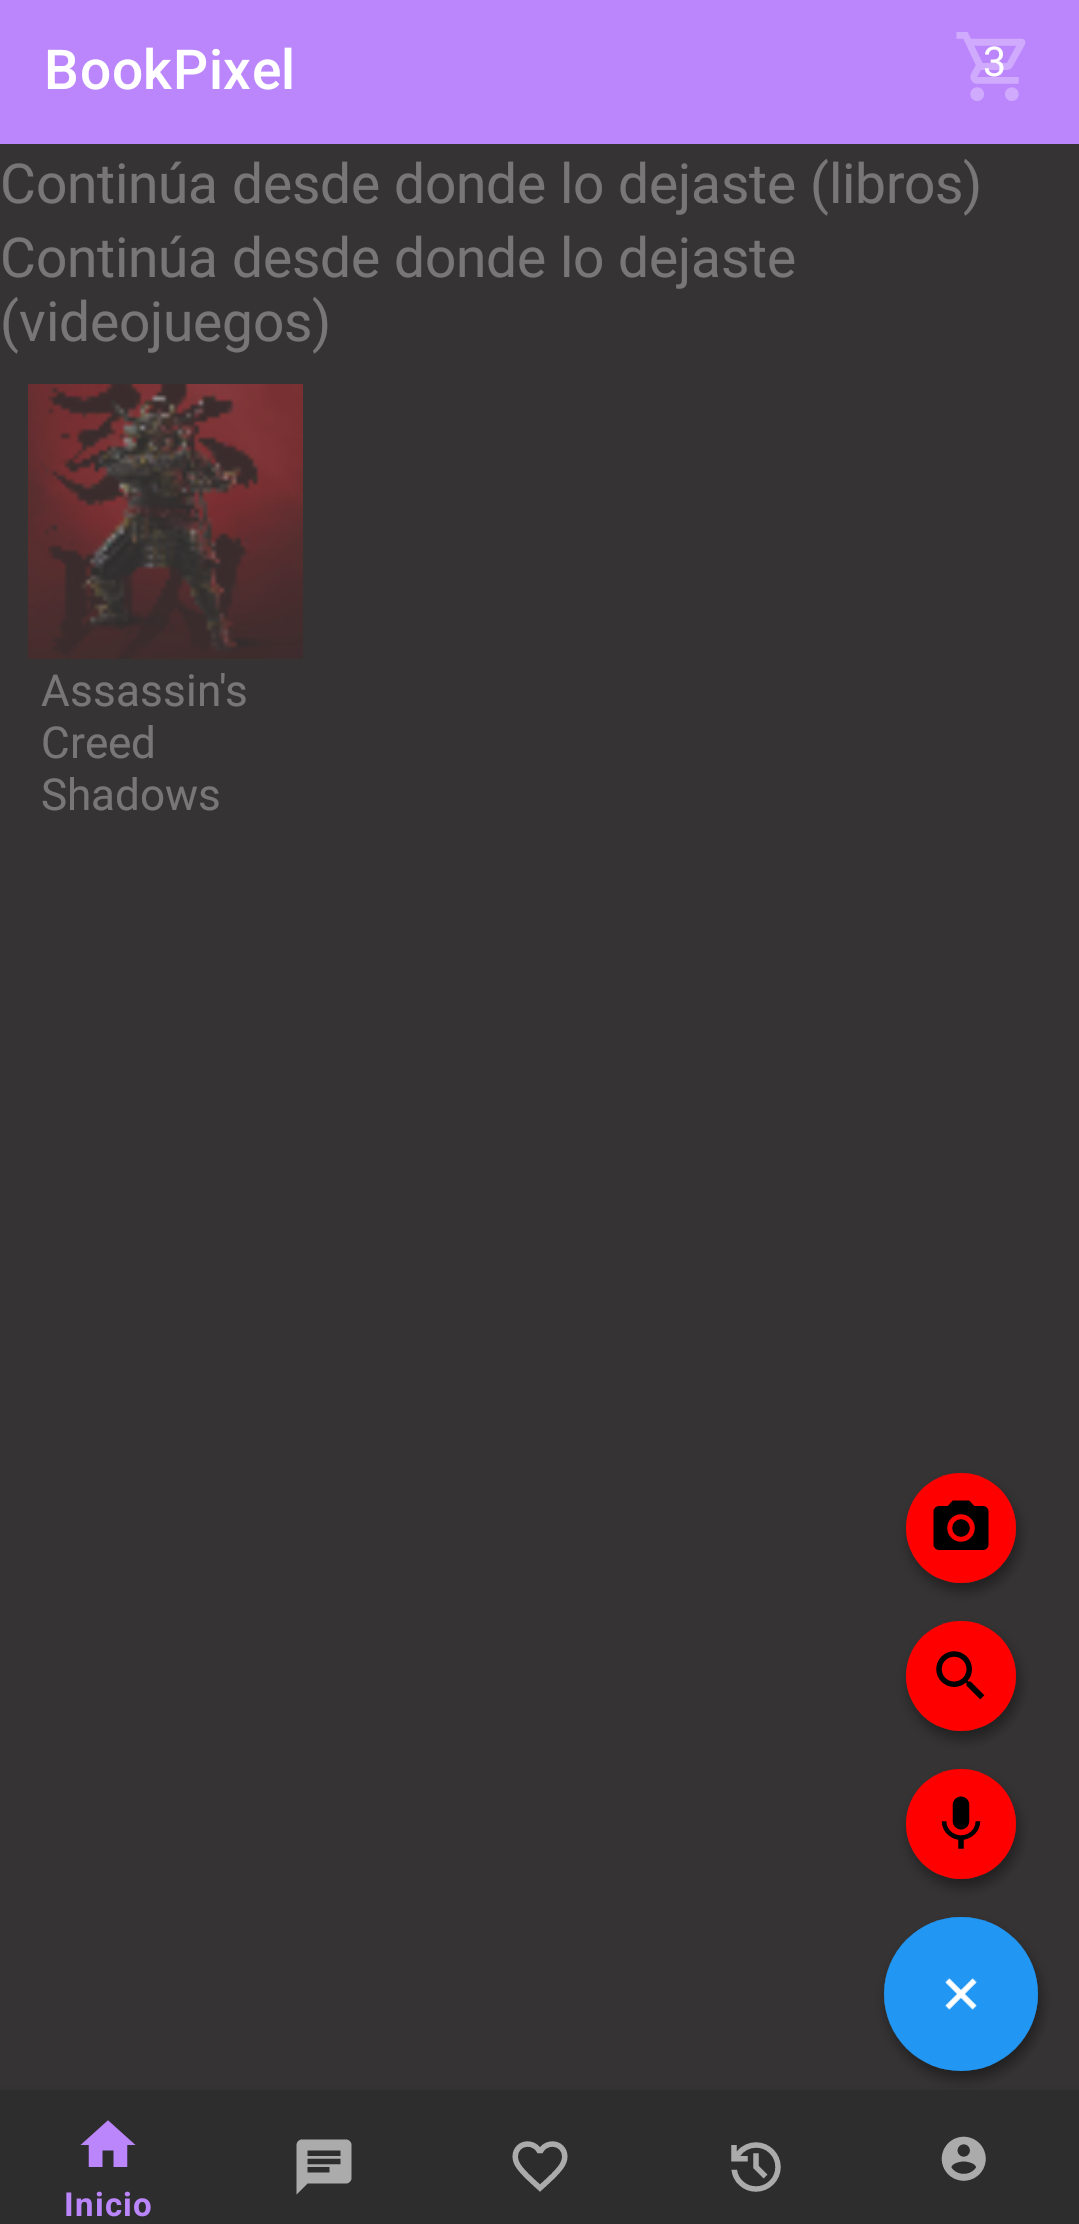 BookPixel
3
Continúa desde donde lo dejaste (libros)
Continúa desde donde lo dejaste
(videojuegos)
Assassin's
Creed
Shadows
Inicio